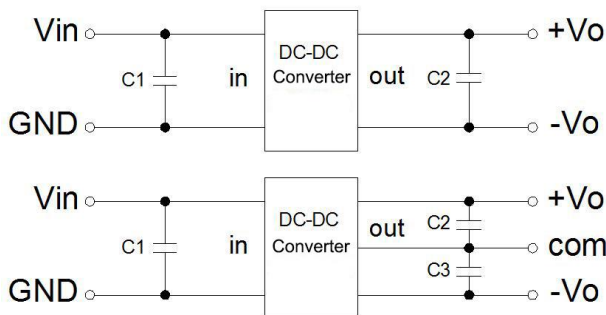 Vin
+Vo
DC-DC
Converter
C1
in
out
C2
GND
-Vo
Vin
+Vo
DC-DC
Converter
out
C2
C1
in
com
C3
GND
-Vo